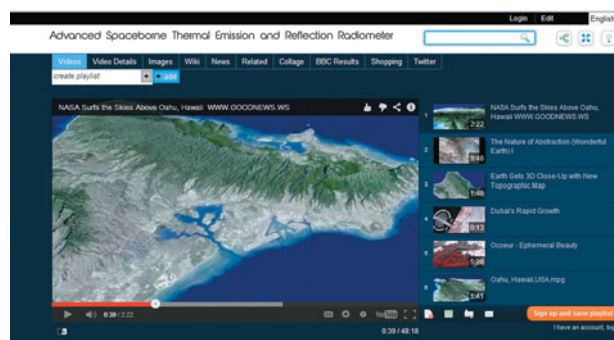 Login Edit English
Advanced Spaceborne Thermal Emission and Reflection Radiometer
Videos Video Details Images Wiki News Related Collage BBC Results Shopping Twitter
create playlist + + add
NASA Surfs the Skies Above Oahu, Hawaii WWW.GOODNEWS.WS
1 2:22 NASA Surfs the Skies Above Oahu, Hawaii WWW.GOODNEWS.WS
2 9:48 The Nature of Abstraction (Wonderful Earth) I
3 1:40 Earth Gets 3D Close-Up with New Topographic Map
4 0:13 Dubai's Rapid Growth
5 5:20 Ocoeur - Ephemeral Beauty
6 1:41 Oahu, Hawaii,USA.mpg
0:39 / 2:22 YouTube
0:39 / 48:18
Sign up and save playlist
I have an account, log